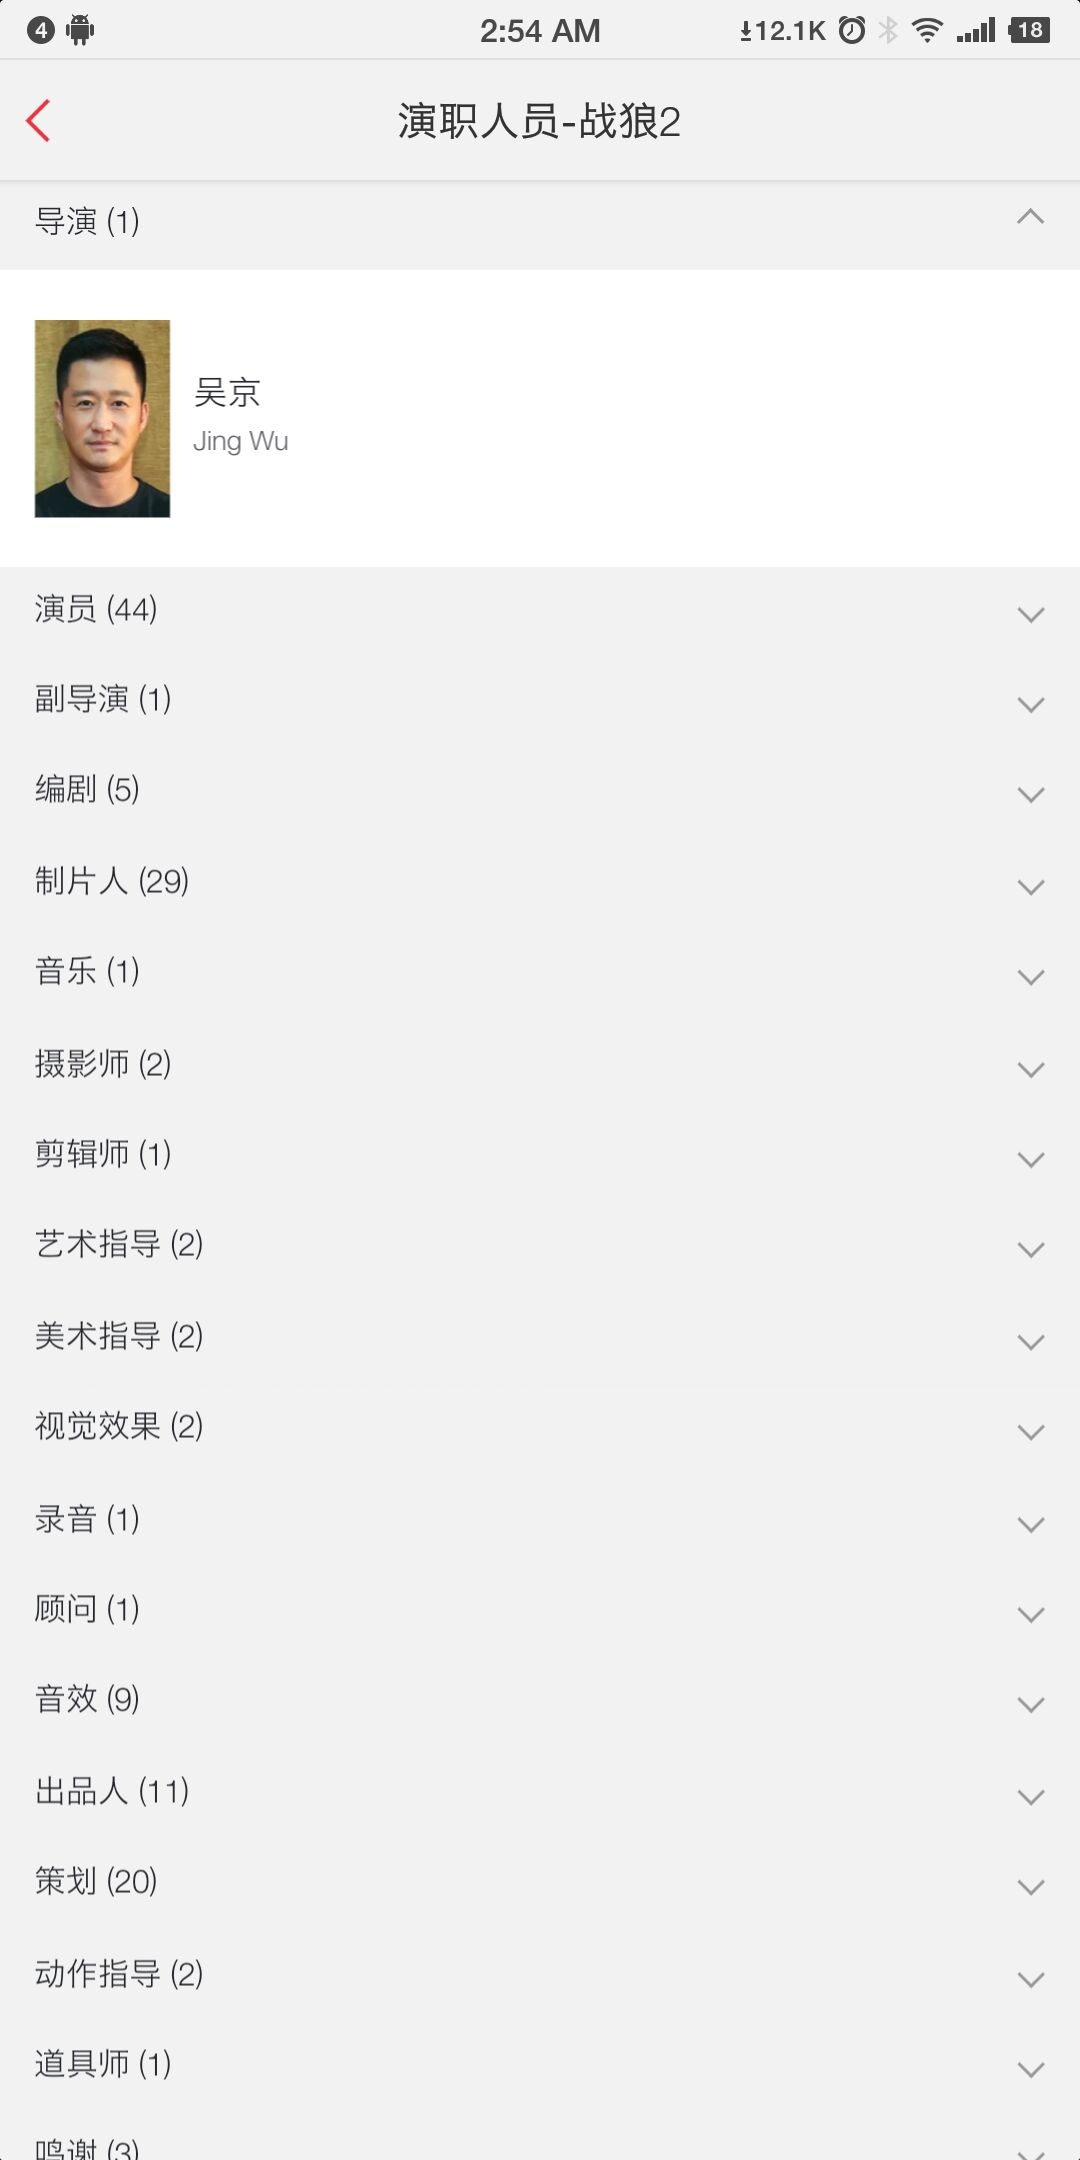 4 2:54 AM 12.1K 18
演职人员-战狼2
导演 (1)
吴京
Jing Wu
演员 (44)
副导演 (1)
编剧 (5)
制片人 (29)
音乐 (1)
摄影师 (2)
剪辑师 (1)
艺术指导 (2)
美术指导 (2)
视觉效果 (2)
录音 (1)
顾问 (1)
音效 (9)
出品人 (11)
策划 (20)
动作指导 (2)
道具师 (1)
鸣谢 (3)